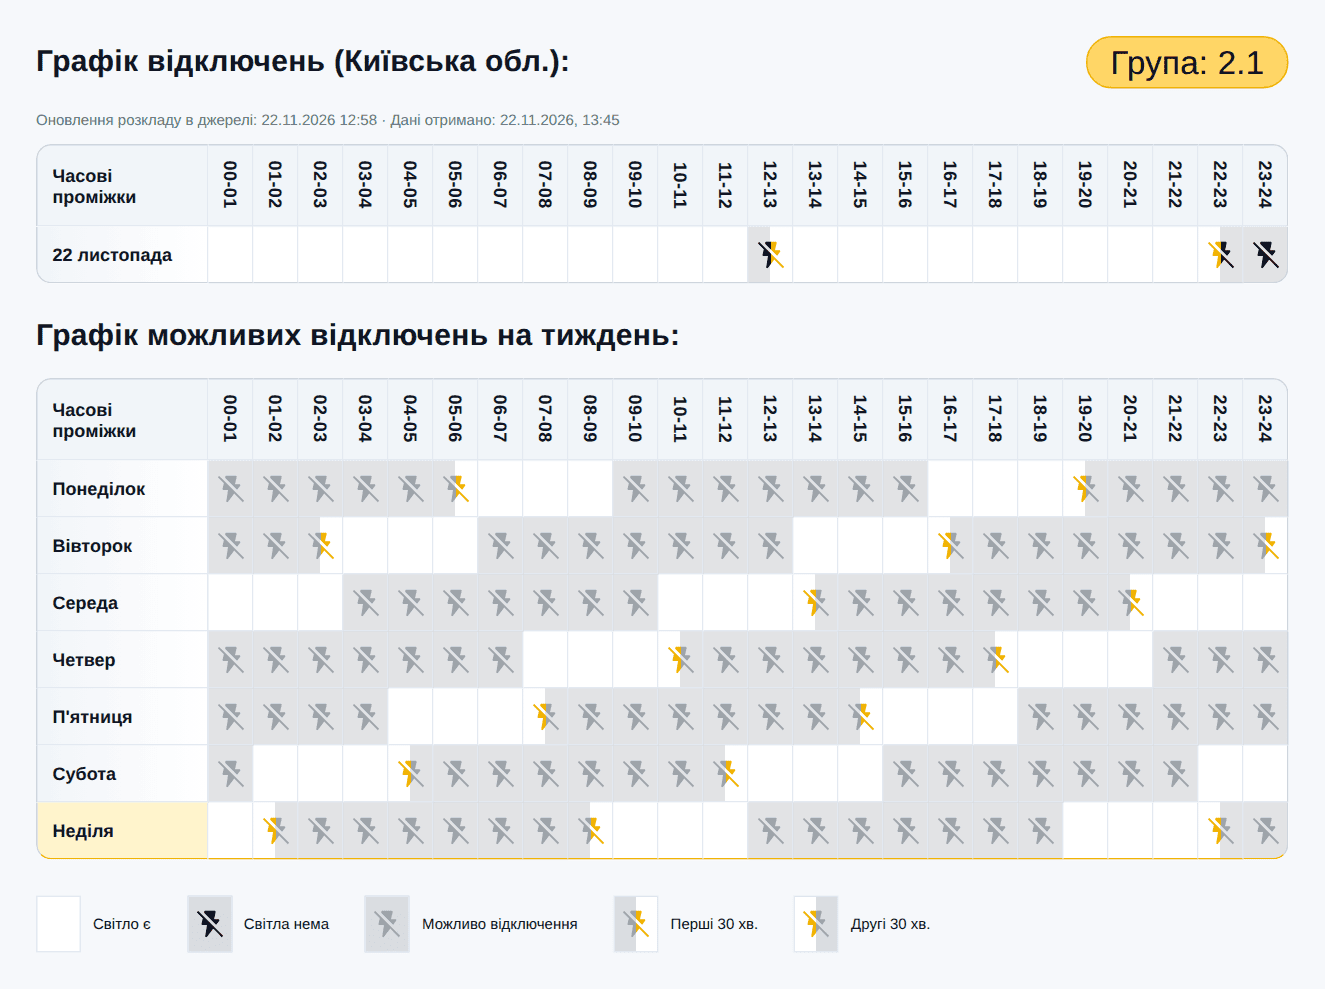 Графік відключень (Київська обл.):
Група: 2.1
Оновлення розкладу в джерелі: 22.11.2026 12:58 · Дані отримано: 22.11.2026, 13:45
Часові проміжки 00-01 01-02 02-03 03-04 04-05 05-06 06-07 07-08 08-09 09-10 10-11 11-12 12-13 13-14 14-15 15-16 16-17 17-18 18-19 19-20 20-21 21-22 22-23 23-24
22 листопада
Графік можливих відключень на тиждень:
Часові проміжки 00-01 01-02 02-03 03-04 04-05 05-06 06-07 07-08 08-09 09-10 10-11 11-12 12-13 13-14 14-15 15-16 16-17 17-18 18-19 19-20 20-21 21-22 22-23 23-24
Понеділок
Вівторок
Середа
Четвер
П'ятниця
Субота
Неділя
Світло є Світла нема Можливо відключення Перші 30 хв. Другі 30 хв.